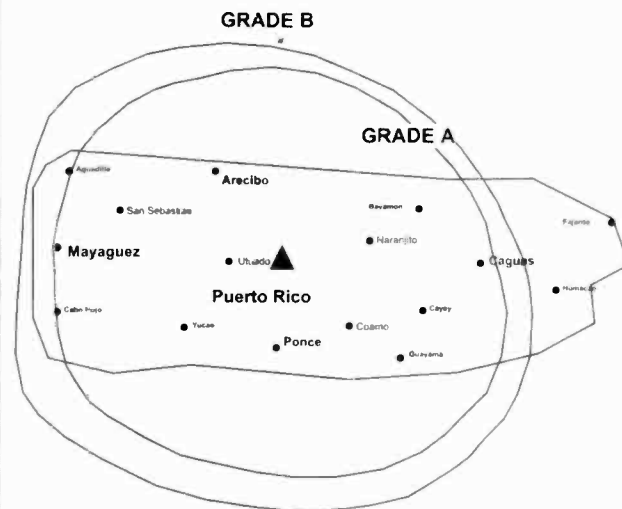 GRADE B
GRADE A
Aguadilla
Arecibo
San Sebastian
Bayamon
Fajardo
Naranjito
Mayaguez
Utuado
Caguas
Humacao
Puerto Rico
Cabo Rojo
Cayey
Yucao
Coamo
Ponce
Guayama